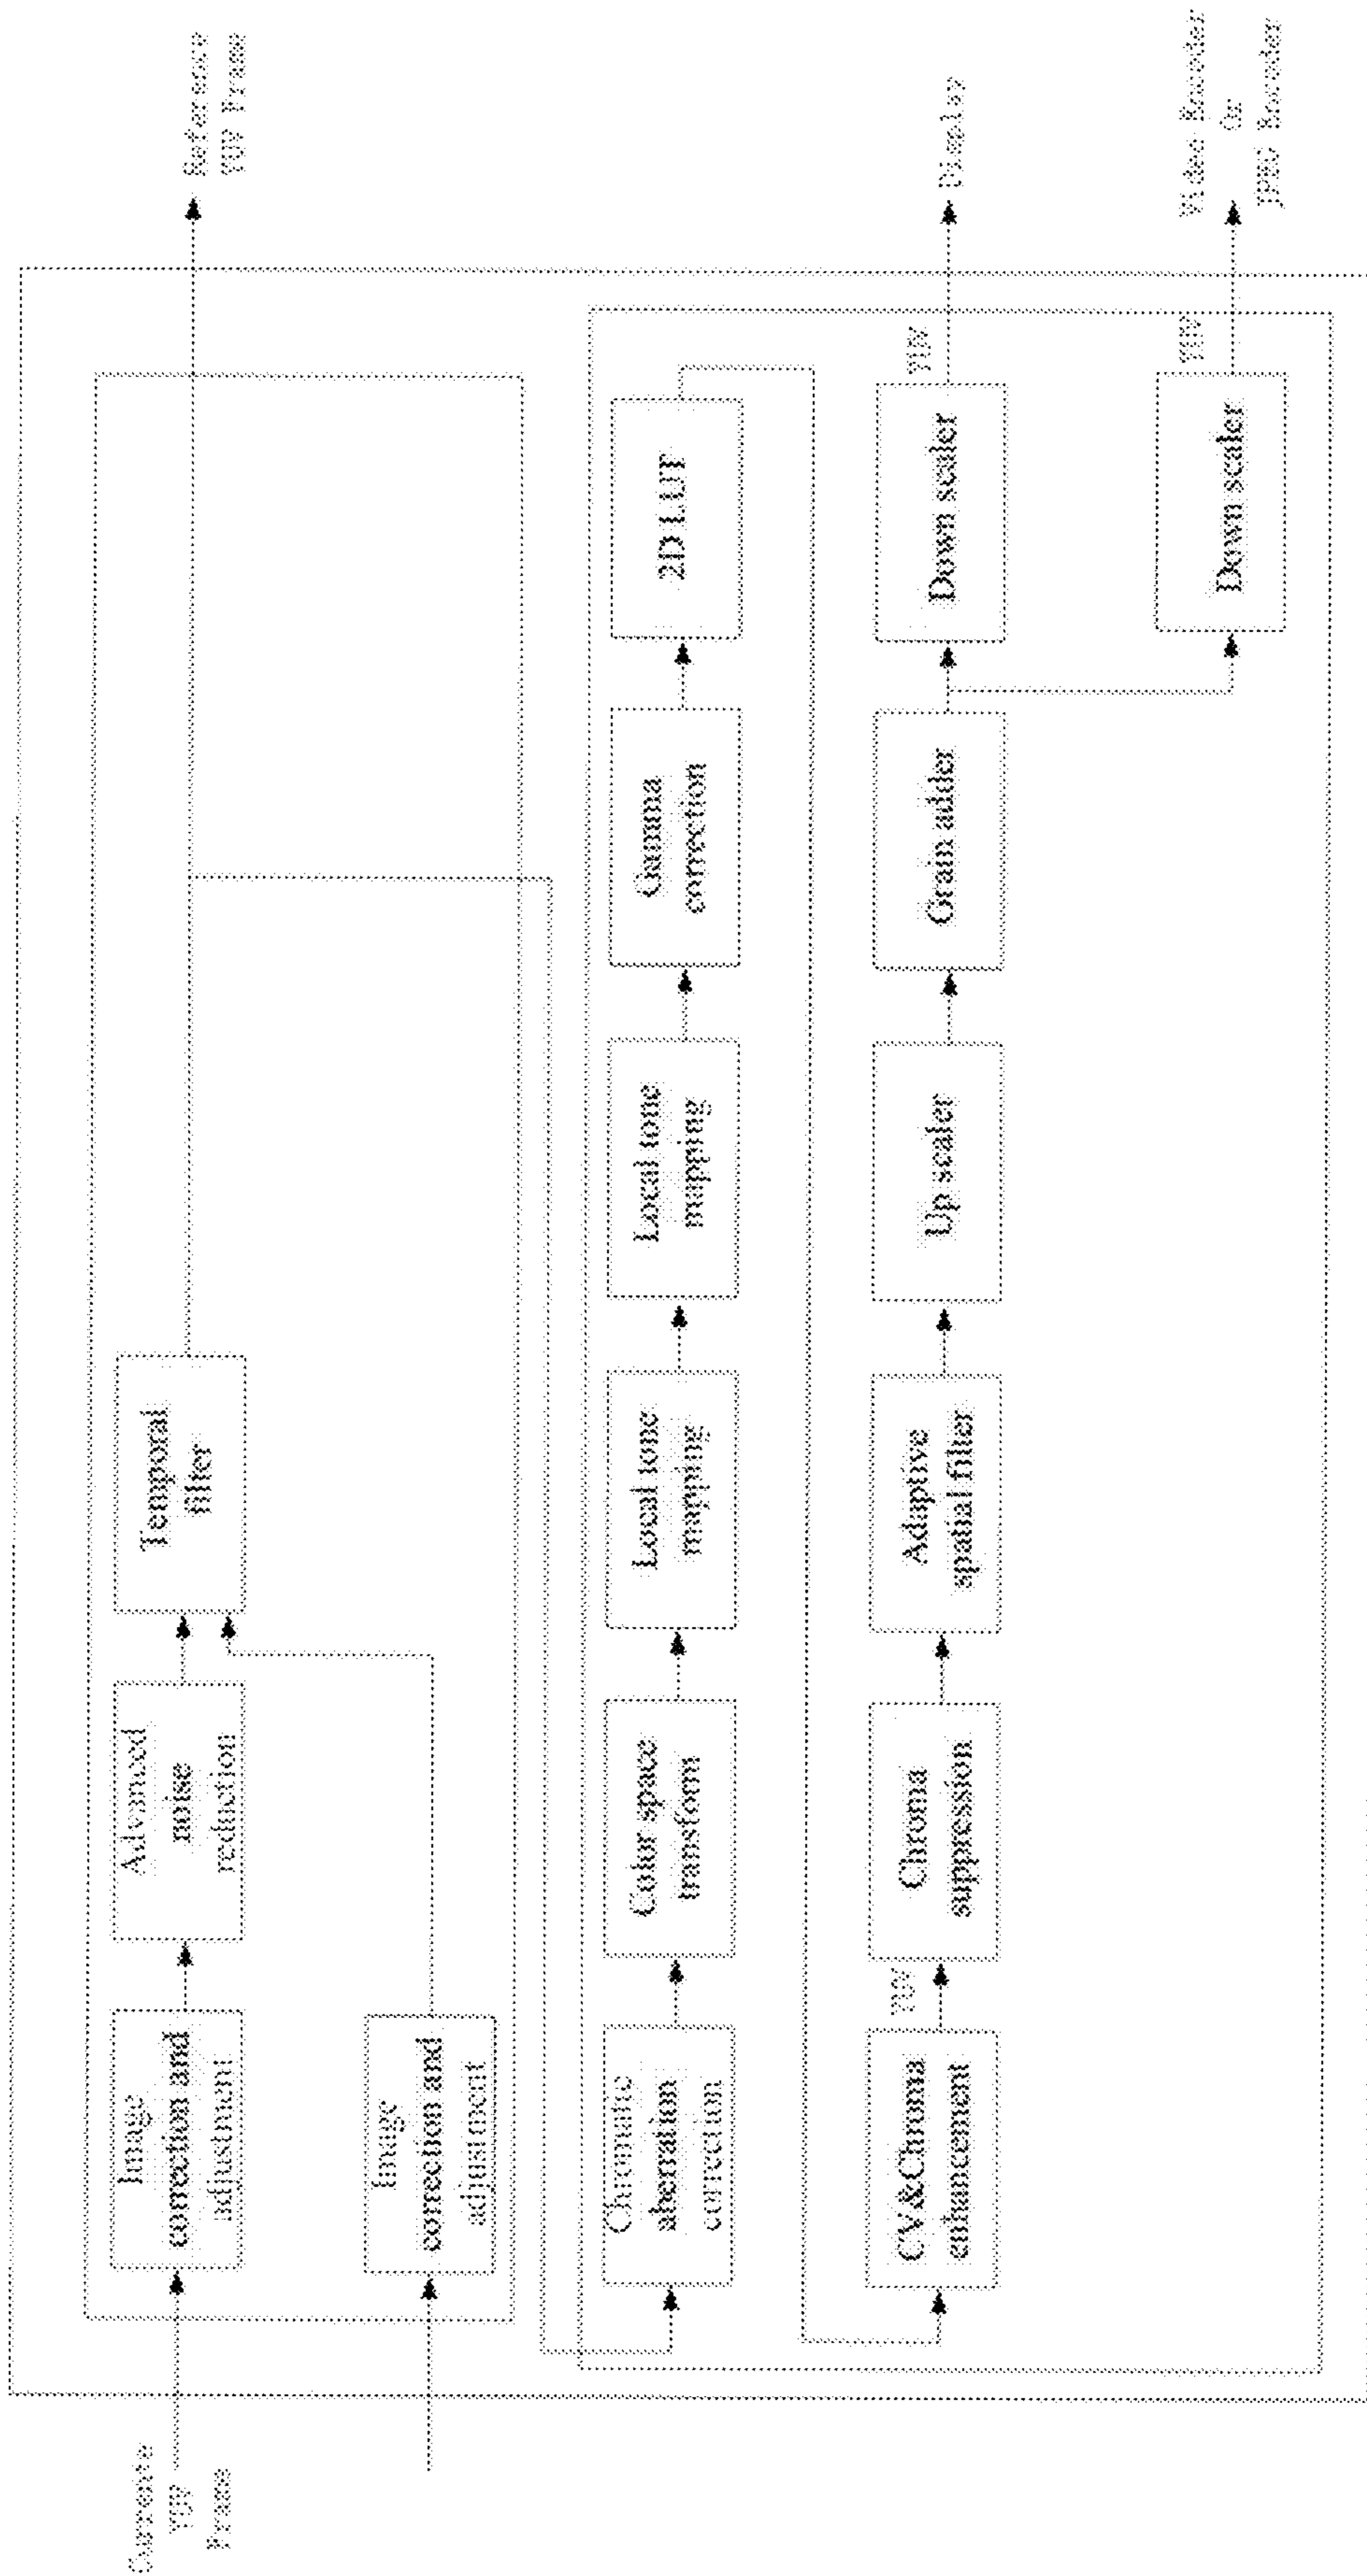 Currente
YUV
Frame
Image
correction and
adjustment
Advanced
noise
reduction
Temporal
filter
Reference
YUV Frame
Image
correction and
adjustment
Chromatic
aberration
correction
Color space
transform
Local tone
mapping
Local tone
mapping
Gamma
correction
2D LUT
CV&Chroma
enhancement
YUV
Chroma
suppression
Adaptive
spatial filter
Up scaler
Grain adder
Down scaler
YUV
Display
Down scaler
YUV
Video Encoder
Or
JPEG Encoder